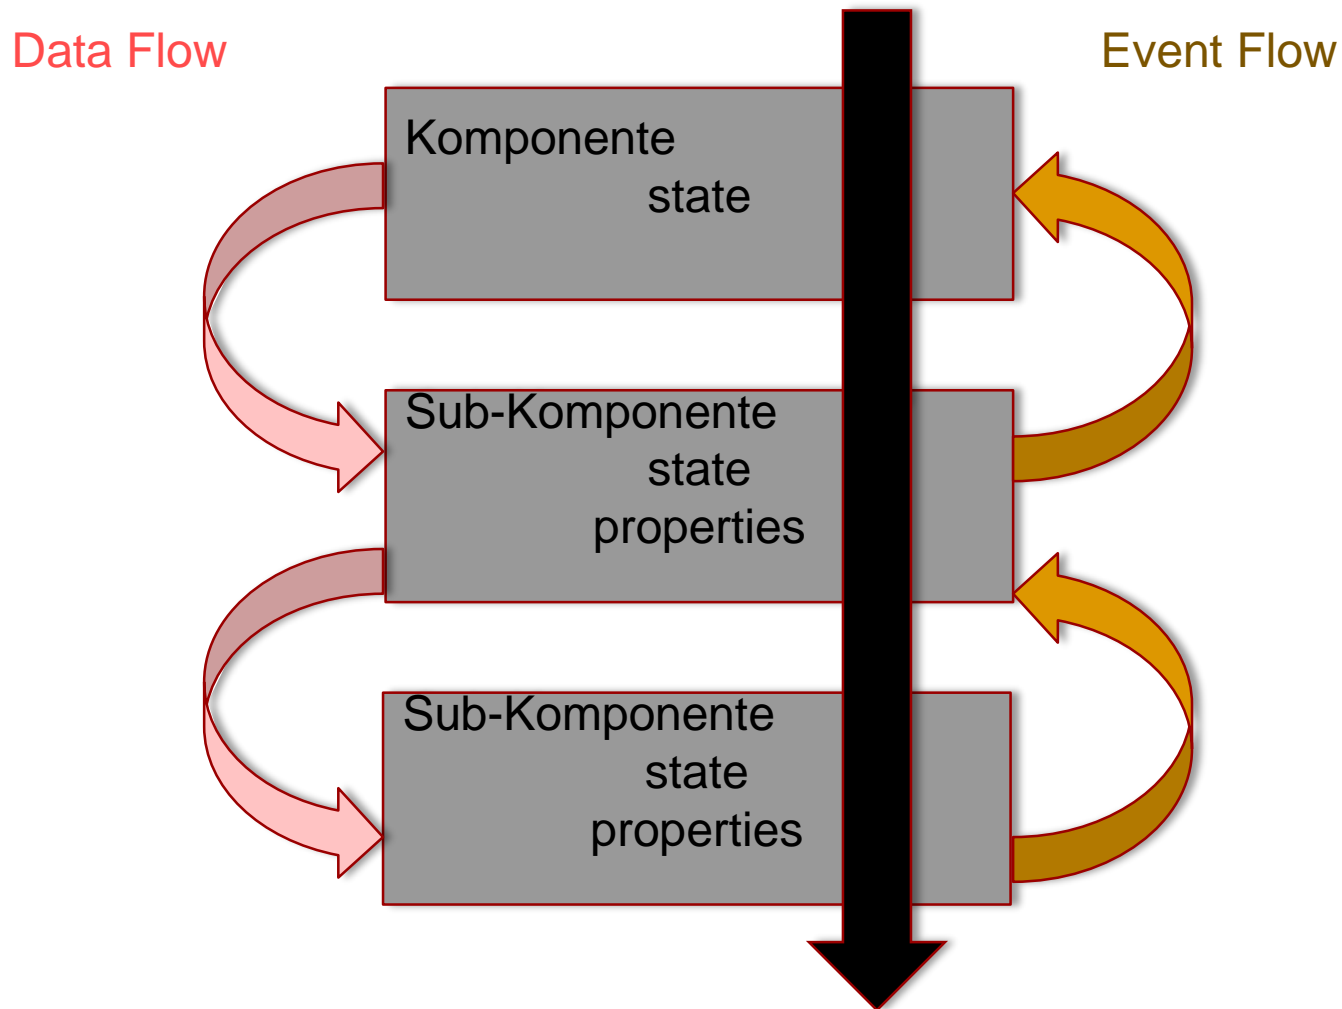 Data Flow
Event Flow
Komponente
state
Sub-Komponente
state
properties
Sub-Komponente
state
properties